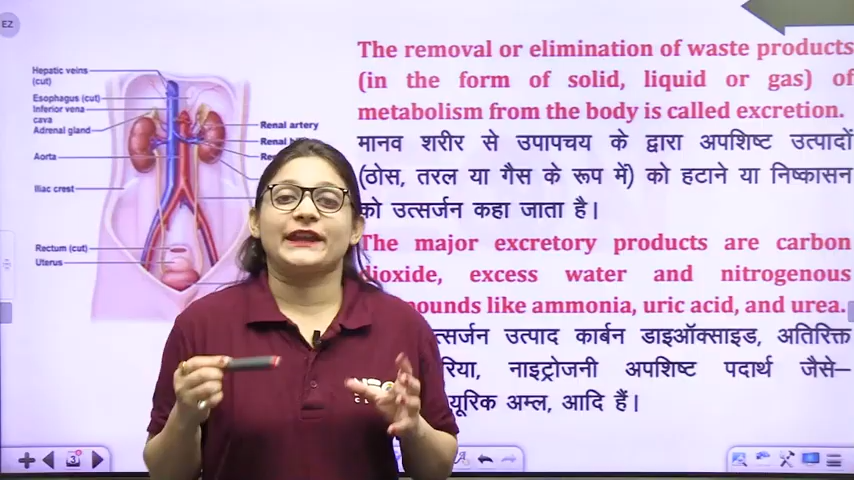 EZ
Hepatic veins
(cut)
Esophagus (cut)
Inferior vena
cava
Adrenal gland
Aorta
Iliac crest
Rectum (cut)
Uterus
Renal artery
Renal
The removal or elimination of waste products
(in the form of solid, liquid or gas) of
metabolism from the body is called excretion.
मानव शरीर से उपापचय के द्वारा अपशिष्ट उत्पादों
(ठोस, तरल या गैस के रूप में) को हटाने या निष्कासन
को उत्सर्जन कहा जाता है।
The major excretory products are carbon
dioxide, excess water and nitrogenous
like ammonia, uric acid, and urea.
उत्पाद कार्बन डाइऑक्साइड, अतिरिक्त
नाइट्रोजनी अपशिष्ट पदार्थ जैसे–
यूरिक अम्ल, आदि हैं।
3